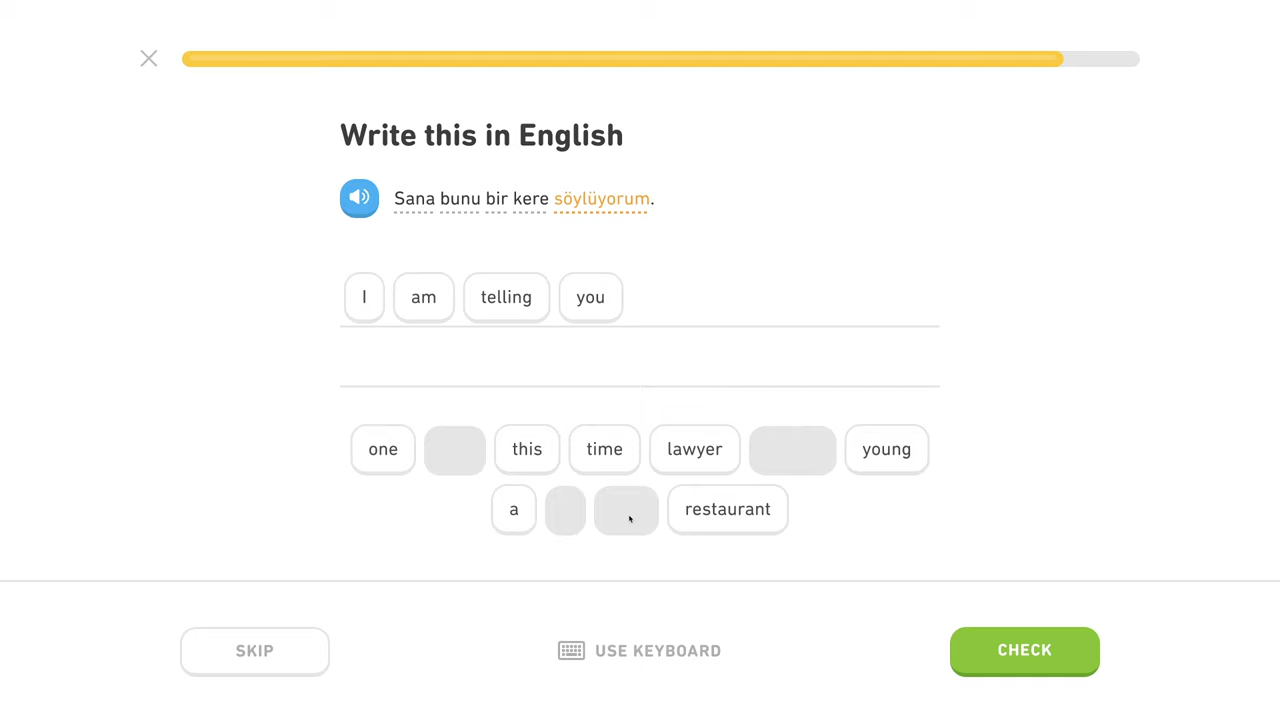 Write this in English
Sana bunu bir kere söylüyorum.
I am telling you
one this time lawyer young
a restaurant
SKIP USE KEYBOARD CHECK